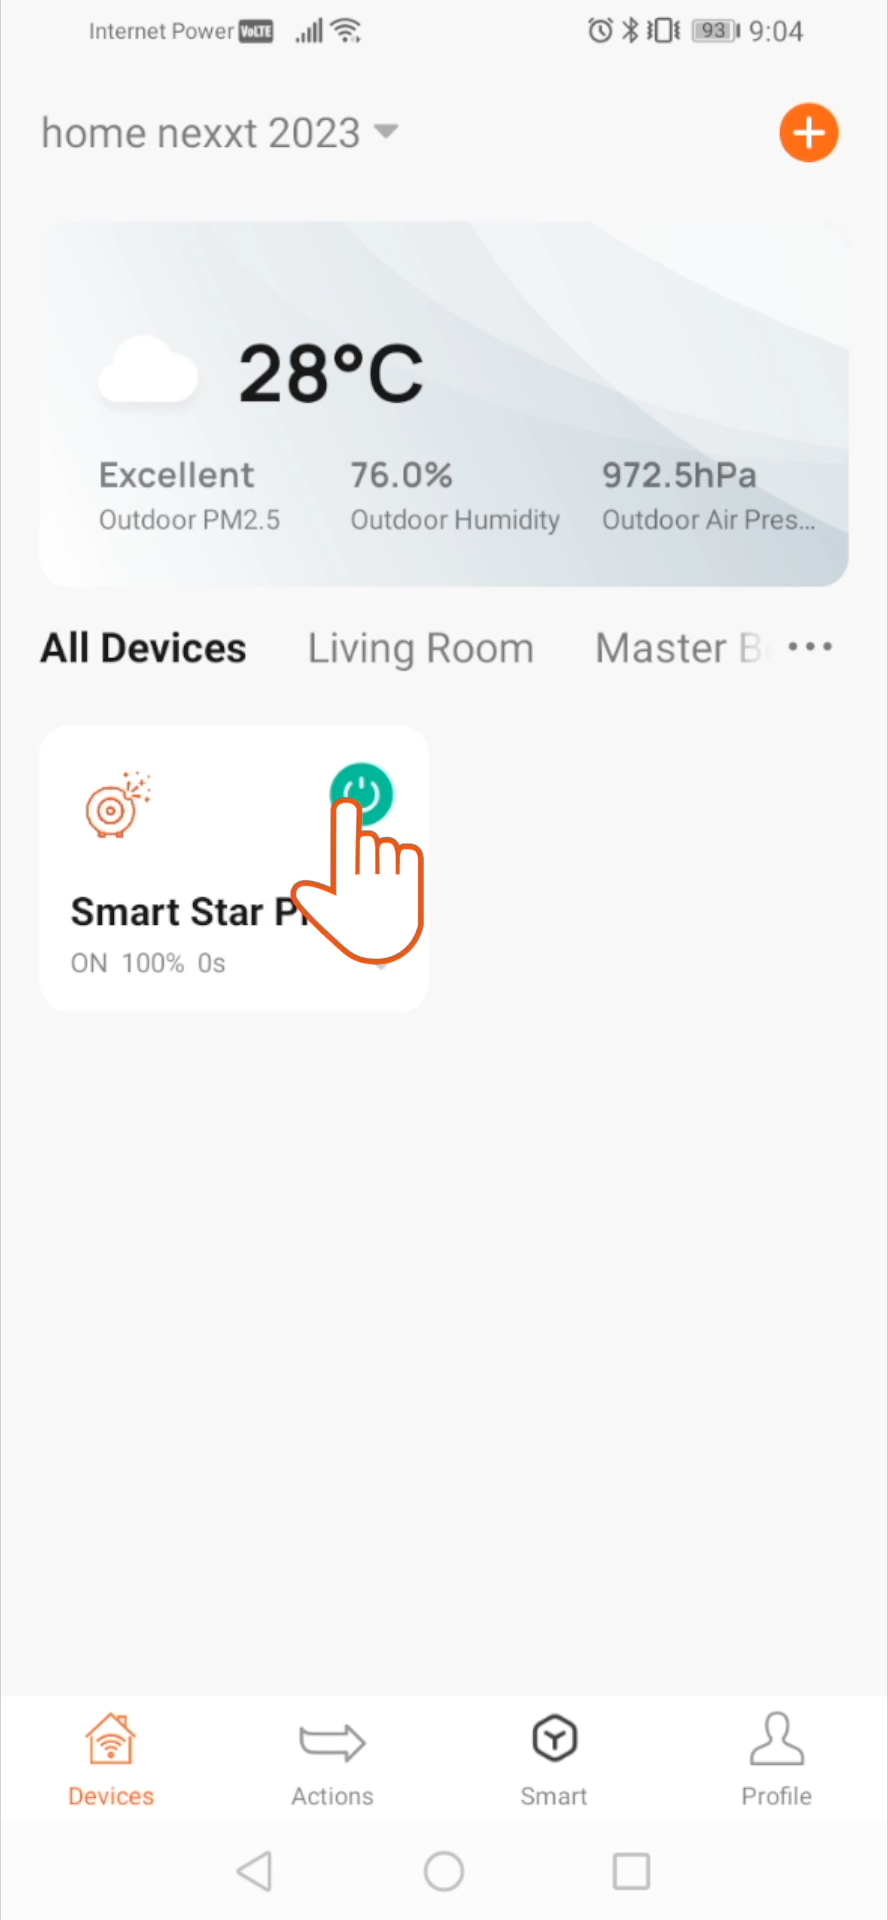 Internet Power VoLTE 93 9:04
home nexxt 2023
28°C
Excellent 76.0% 972.5hPa
Outdoor PM2.5 Outdoor Humidity Outdoor Air Pres...
All Devices Living Room Master
Smart Star
ON 100% 0s
Devices Actions Smart Profile